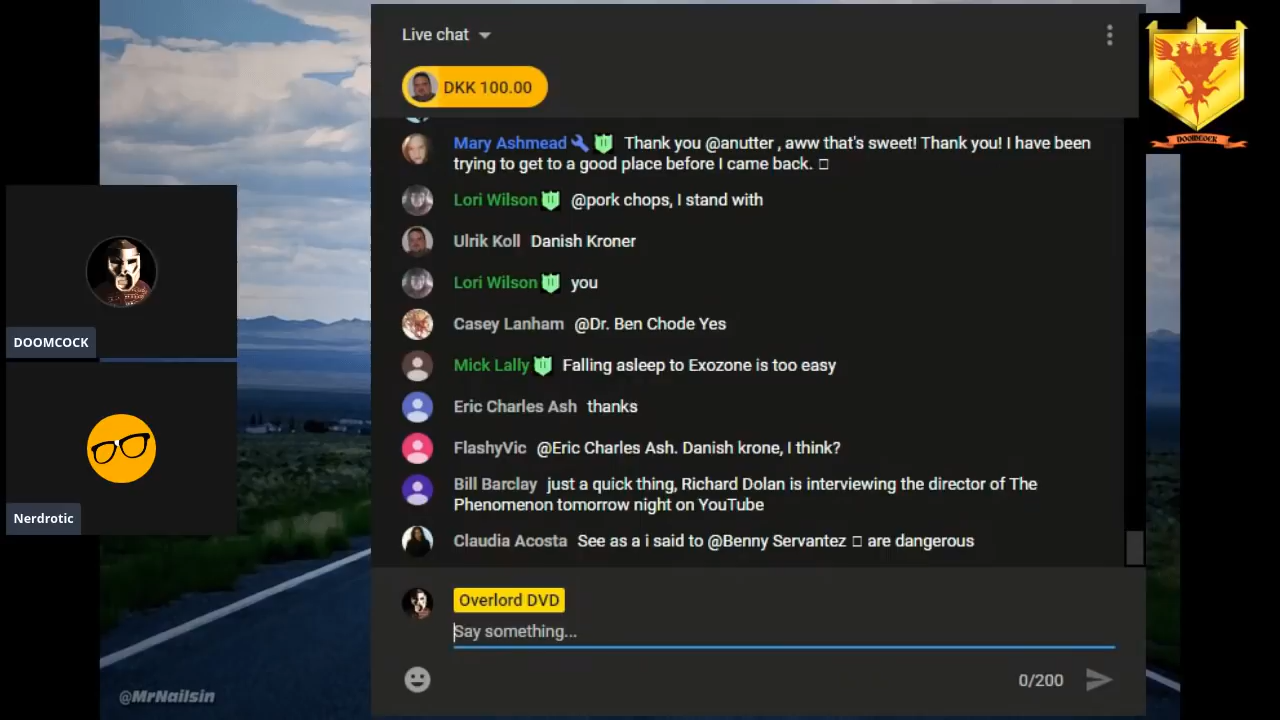 Live chat
DKK 100.00
DOOMCOCK
Mary Ashmead Thank you @anutter , aww that's sweet! Thank you! I have been
trying to get to a good place before I came back. 
Lori Wilson @pork chops, I stand with
Ulrik Koll Danish Kroner
Lori Wilson you
Casey Lanham @Dr. Ben Chode Yes
DOOMCOCK
Mick Lally Falling asleep to Exozone is too easy
Eric Charles Ash thanks
FlashyVic @Eric Charles Ash. Danish krone, I think?
Bill Barclay just a quick thing, Richard Dolan is interviewing the director of The
Phenomenon tomorrow night on YouTube
Nerdrotic
Claudia Acosta See as a i said to @Benny Servantez are dangerous
Overlord DVD
Say something...
0/200
@MrNailsin